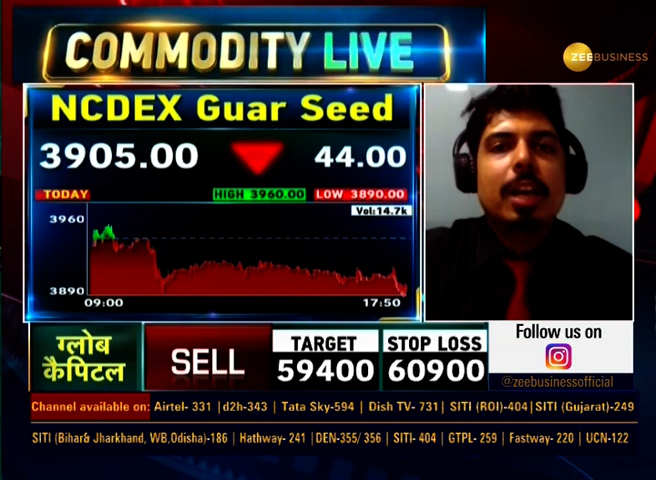 COMMODITY LIVE
ZEEBUSINESS
NCDEX Guar Seed
3905.00 44.00
TODAY HIGH 3960.00 LOW 3890.00
Vol:14.7k
3960
3890
09:00 17:50
ग्लोब
कैपिटल
SELL
TARGET
59400
STOP LOSS
60900
Follow us on
@zeebusinessofficial
Channel available on: Airtel- 331 |d2h-343 | Tata Sky-594 | Dish TV- 731| SITI (ROI)-404|SITI (Gujarat)-249
SITI (Bihar& Jharkhand, WB,Odisha)-186 | Hathway- 241 |DEN-355/ 356 | SITI- 404 | GTPL- 259 | Fastway- 220 | UCN-122